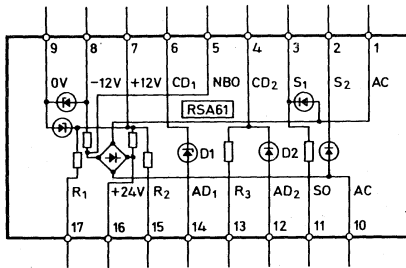 9 8 7 6 5 4 3 2 1
0V -12V +12V CD₁ NBO CD₂ S₁ S₂ AC
RSA61
D1 D2
R₁ +24V R₂ AD₁ R₃ AD₂ SO AC
17 16 15 14 13 12 11 10